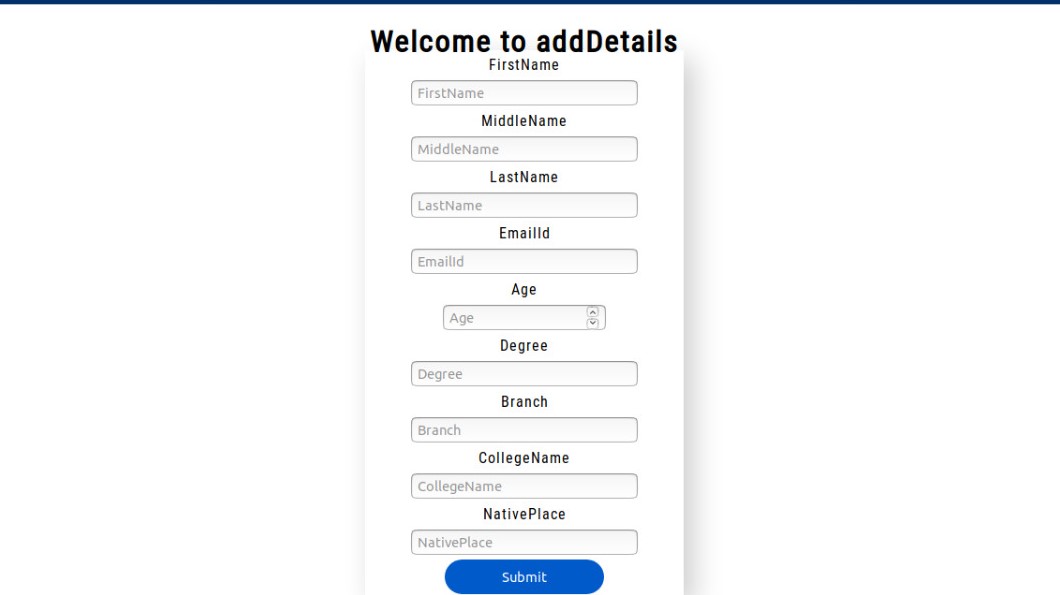 Welcome to addDetails
FirstName
FirstName
MiddleName
MiddleName
LastName
LastName
EmailId
EmailId
Age
Age
Degree
Degree
Branch
Branch
CollegeName
CollegeName
NativePlace
NativePlace
Submit